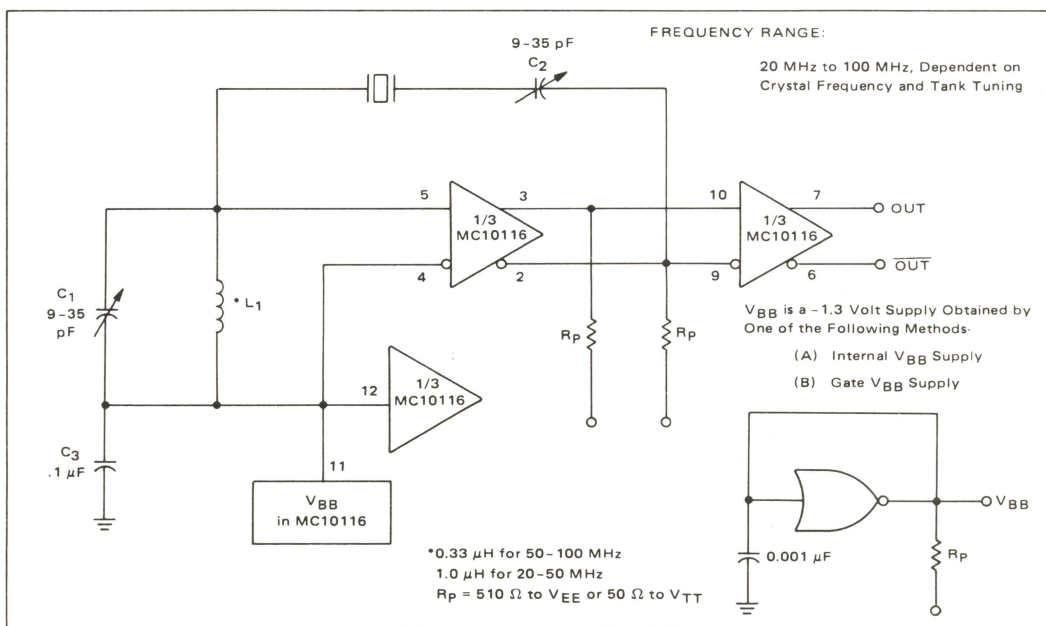 FREQUENCY RANGE:
20 MHz to 100 MHz, Dependent on
Crystal Frequency and Tank Tuning
9-35 pF
C2
5
3
10
7
OUT
1/3
MC10116
1/3
MC10116
4
2
9
6
OUT
C1
9-35
pF
* L1
RP
RP
VBB is a -1.3 Volt Supply Obtained by
One of the Following Methods-
(A) Internal VBB Supply
(B) Gate VBB Supply
12
1/3
MC10116
C3
.1 μF
11
VBB
in MC10116
VBB
0.001 μF
RP
*0.33 μH for 50-100 MHz
1.0 μH for 20-50 MHz
RP = 510 Ω to VEE or 50 Ω to VTT